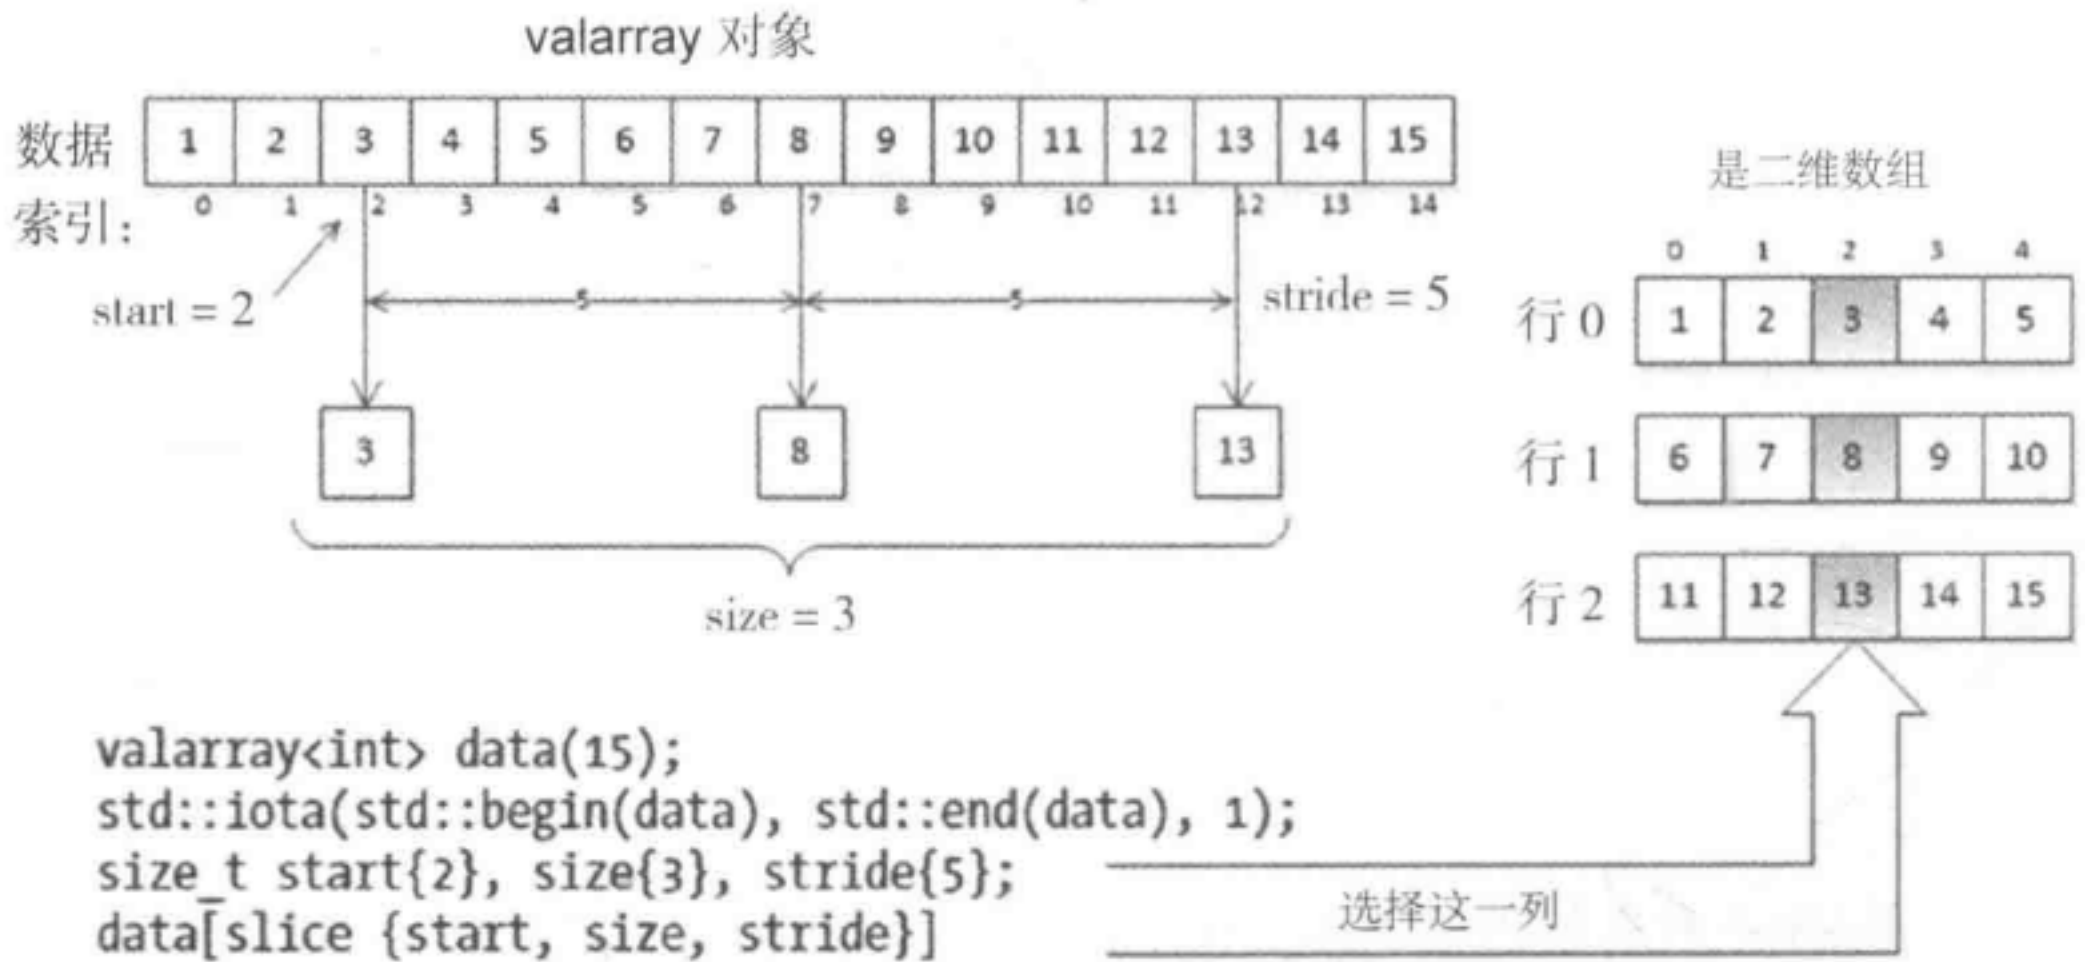 valarray 对象
数据 1 2 3 4 5 6 7 8 9 10 11 12 13 14 15
索引: 0 1 2 3 4 5 6 7 8 9 10 11 12 13 14
start = 2
5 5
stride = 5
3 8 13
size = 3
是二维数组
0 1 2 3 4
行 0 1 2 3 4 5
行 1 6 7 8 9 10
行 2 11 12 13 14 15
valarray<int> data(15);
std::iota(std::begin(data), std::end(data), 1);
size_t start{2}, size{3}, stride{5};
data[slice {start, size, stride}]
选择这一列